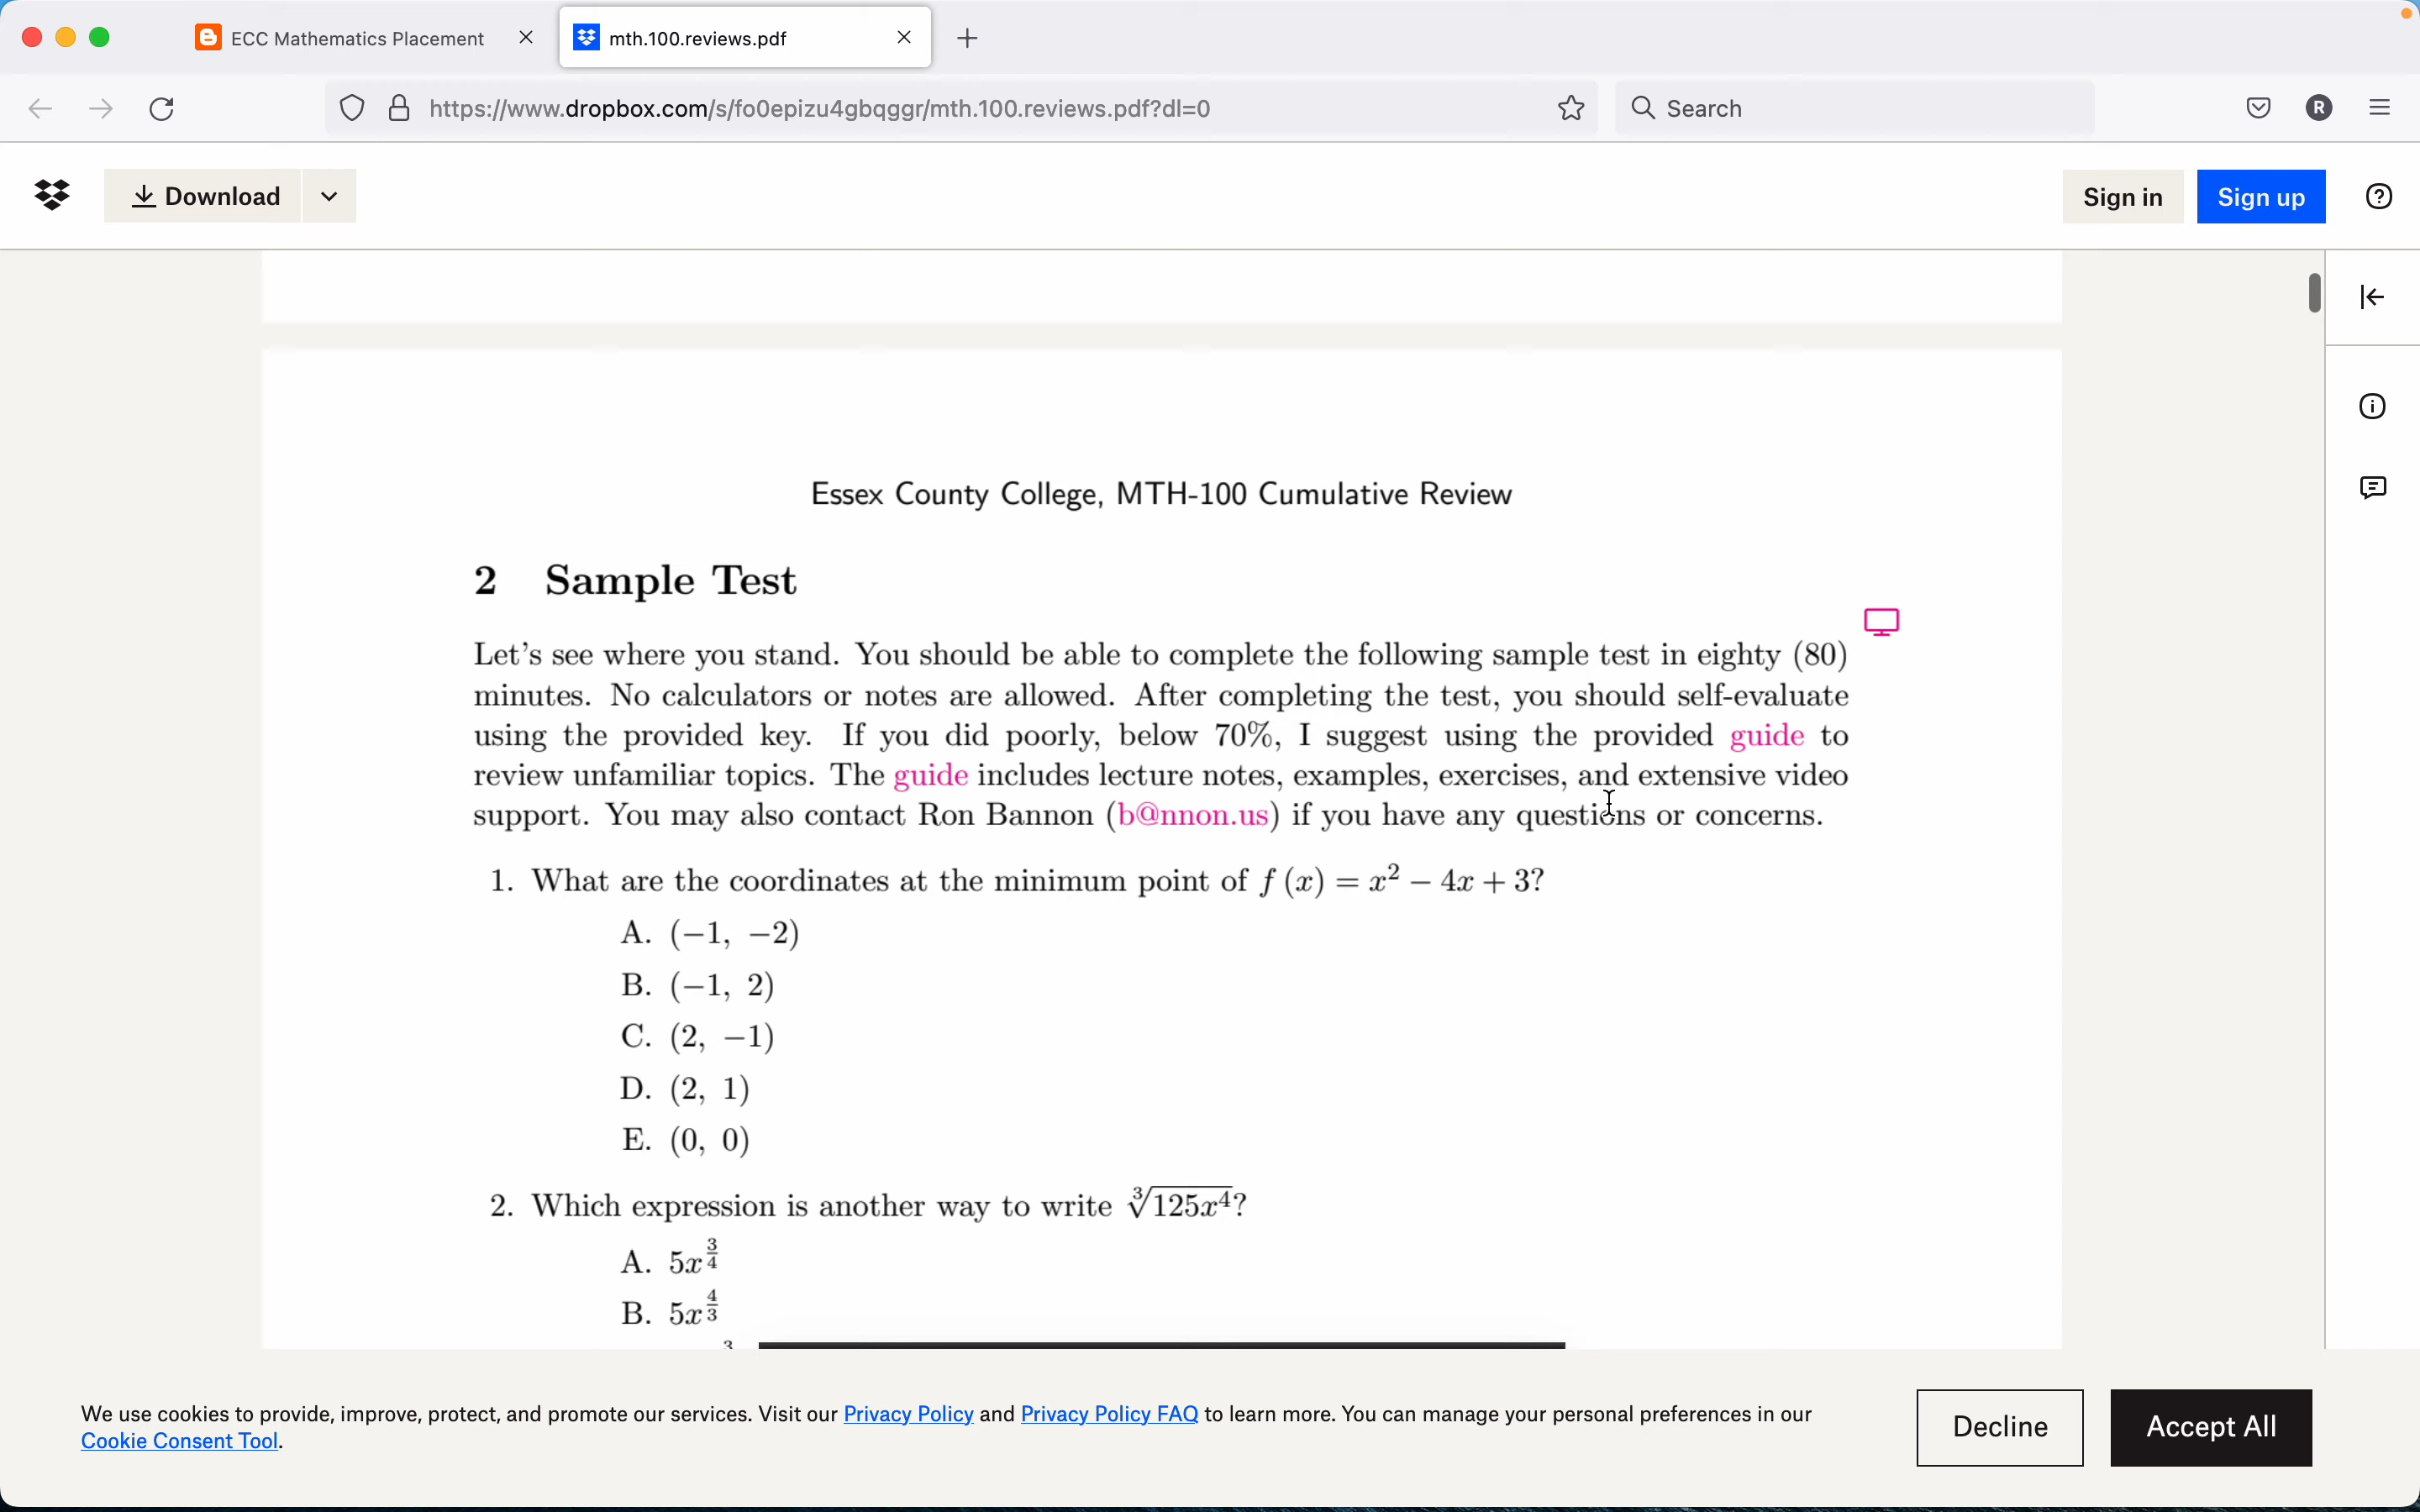 ECC Mathematics Placement
mth.100.reviews.pdf
https://www.dropbox.com/s/fo0epizu4gbqggr/mth.100.reviews.pdf?dl=0
Search
R
Download
Sign in
Sign up
Essex County College, MTH-100 Cumulative Review
2 Sample Test
Let's see where you stand. You should be able to complete the following sample test in eighty (80)
minutes. No calculators or notes are allowed. After completing the test, you should self-evaluate
using the provided key. If you did poorly, below 70%, I suggest using the provided guide to
review unfamiliar topics. The guide includes lecture notes, examples, exercises, and extensive video
support. You may also contact Ron Bannon (b@nnon.us) if you have any questions or concerns.
1. What are the coordinates at the minimum point of f (x) = x² − 4x + 3?
A. (−1, −2)
B. (−1, 2)
C. (2, −1)
D. (2, 1)
E. (0, 0)
2. Which expression is another way to write ∛125x⁴?
A. 5x^(3/4)
B. 5x^(4/3)
We use cookies to provide, improve, protect, and promote our services. Visit our Privacy Policy and Privacy Policy FAQ to learn more. You can manage your personal preferences in our
Cookie Consent Tool.
Decline
Accept All